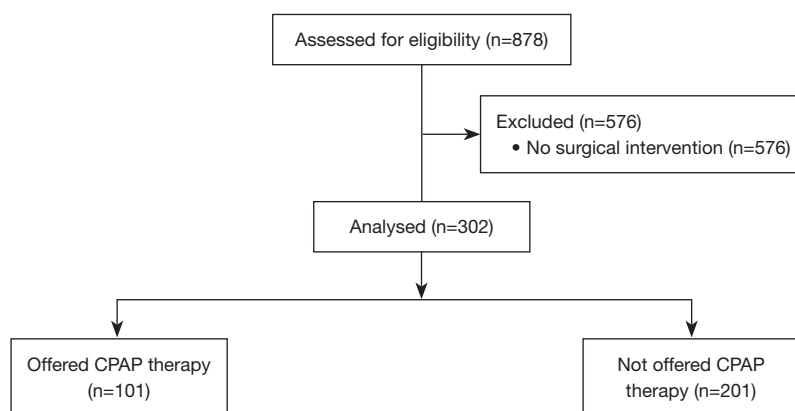 Assessed for eligibility (n=878)
Excluded (n=576)
• No surgical intervention (n=576)
Analysed (n=302)
Offered CPAP therapy
(n=101)
Not offered CPAP
therapy (n=201)